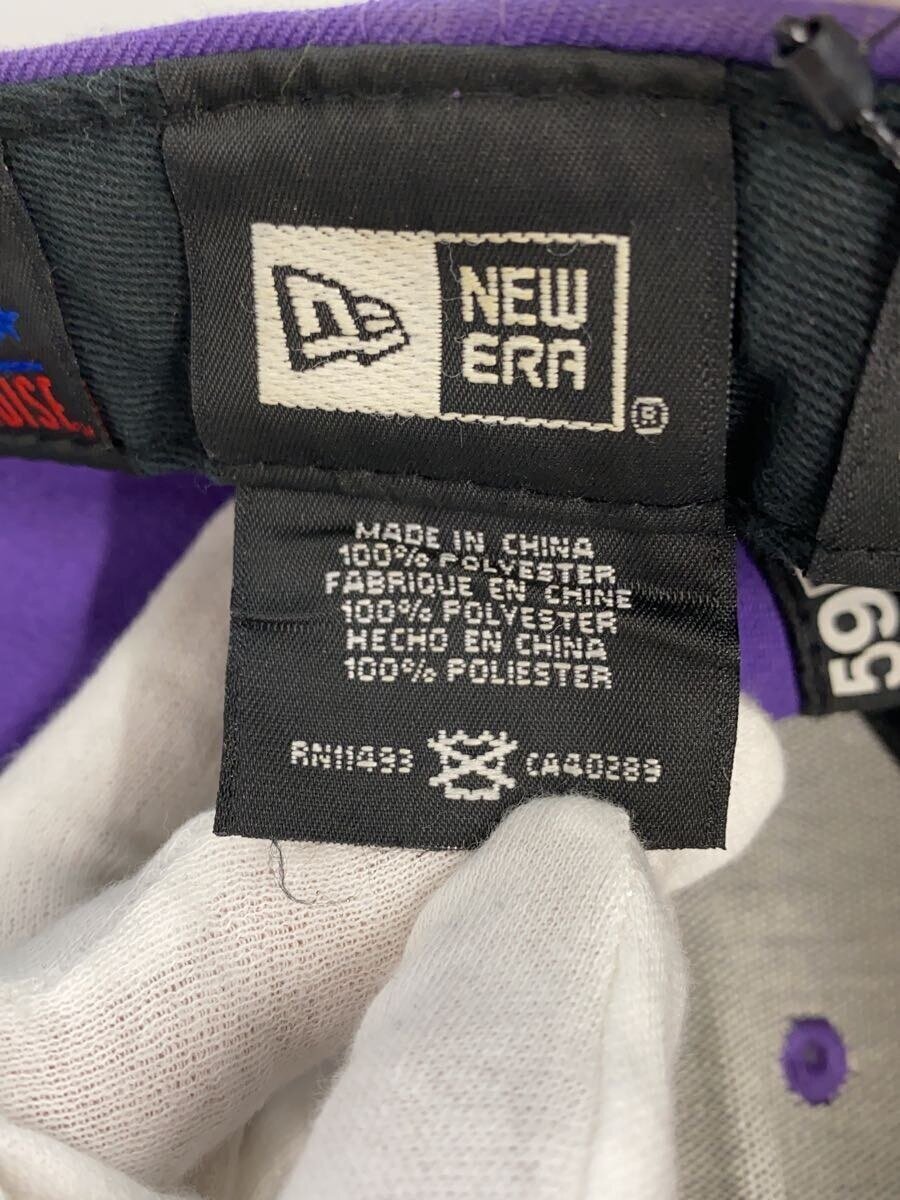 NEW
ERA
®
OISE
MADE IN CHINA
100% POLYESTER
FABRIQUE EN CHINE
100% POLYESTER
HECHO EN CHINA
100% POLIESTER
59
RN11493
CA40289